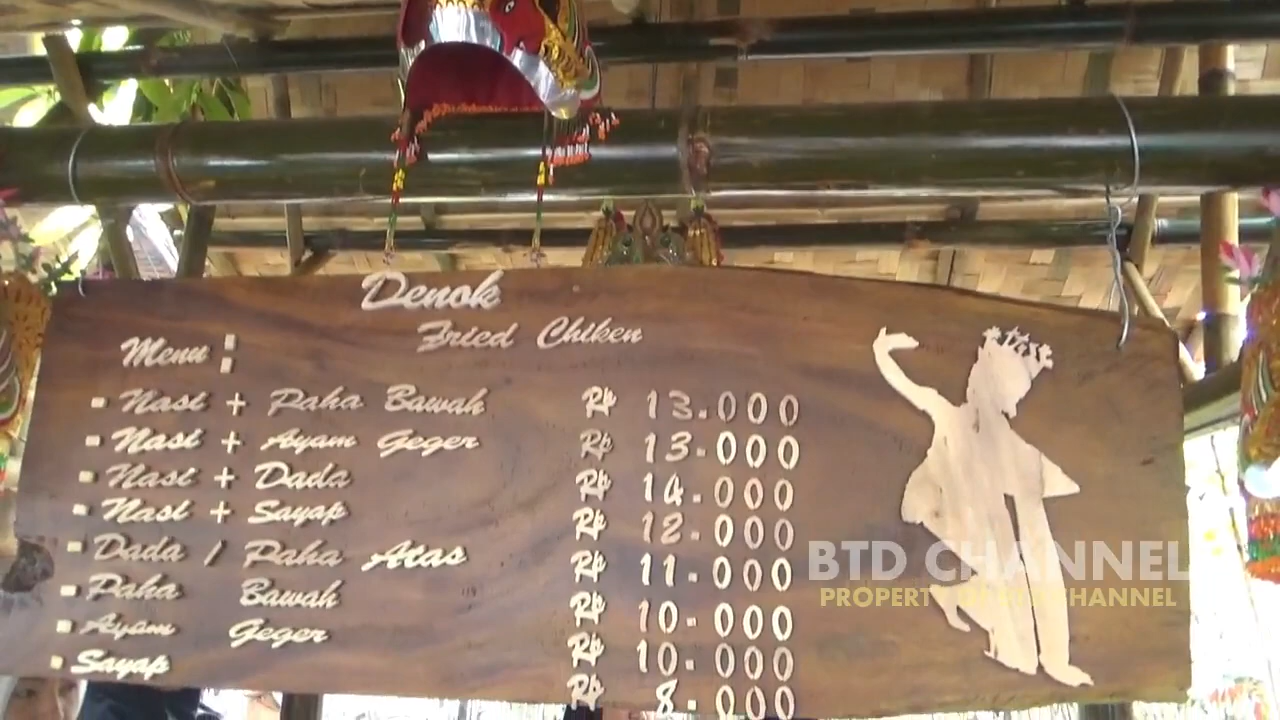 Denok
Fried Chiken
Menu :
Nasi + Paha Bawah Rp 13.000
Nasi + Ayam Geger Rp 13.000
Nasi + Dada Rp 14.000
Nasi + Sayap Rp 12.000
Dada / Paha Atas Rp 11.000
Paha Bawah Rp 10.000
Ayam Geger Rp 10.000
Sayap Rp 8.000
BTD CHANNEL
PROPERTY OF BTD CHANNEL